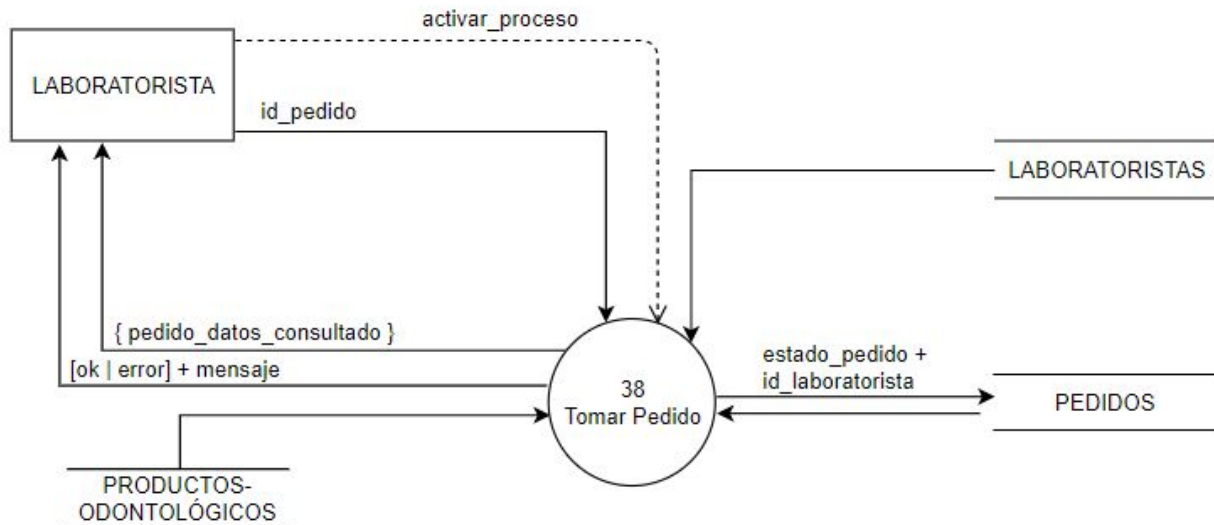 activar_proceso
LABORATORISTA
id_pedido
LABORATORISTAS
{ pedido_datos_consultado }
[ok | error] + mensaje
estado_pedido +
id_laboratorista
38
Tomar Pedido
PEDIDOS
PRODUCTOS-
ODONTOLÓGICOS